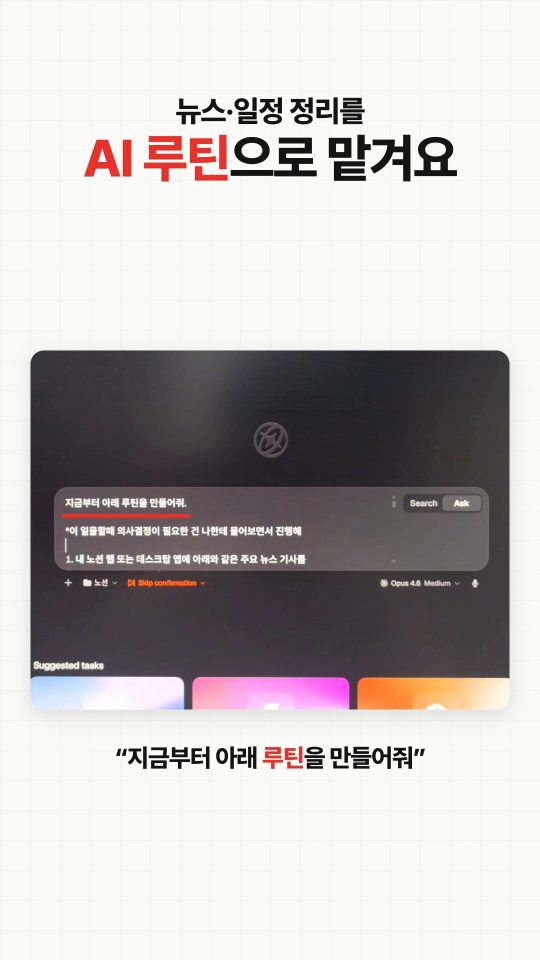 뉴스·일정 정리를
AI 루틴으로 맡겨요
지금부터 아래 루틴을 만들어줘.
Search
Ask
*이 일을할때 의사결정이 필요한 건 나한테 물어보면서 진행해
1. 내 노션 웹 또는 데스크탑 앱에 아래와 같은 주요 뉴스 기사를
+ 노션
Skip confirmation
Opus 4.6 Medium
Suggested tasks
“지금부터 아래 루틴을 만들어줘”